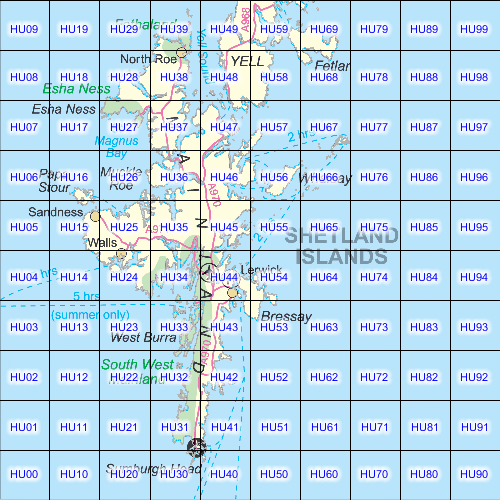 HU09 HU19 HU29 HU39 HU49 HU59 HU69 HU79 HU89 HU99
A968
Yell Sound
North Roe
YELL
Fetlar
HU08 HU18 HU28 HU38 HU48 HU58 HU68 HU78 HU88 HU98
Esha Ness
Esha Ness
HU07 HU17 HU27 HU37 HU47 HU57 HU67 HU77 HU87 HU97
2 hrs
Magnus
Bay
HU06 HU16 HU26 HU36 HU46 HU56 HU66 HU76 HU86 HU96
Papa
Stour
Muckle
Roe
A970
MAINLAND
Sandness
HU05 HU15 HU25 HU35 HU45 HU55 HU65 HU75 HU85 HU95
SHETLAND
ISLANDS
Walls
HU04 HU14 HU24 HU34 HU44 HU54 HU64 HU74 HU84 HU94
hrs
Lerwick
5 hrs
(summer only)
Bressay
HU03 HU13 HU23 HU33 HU43 HU53 HU63 HU73 HU83 HU93
West Burra
A970
South West
HU02 HU12 HU22 HU32 HU42 HU52 HU62 HU72 HU82 HU92
HU01 HU11 HU21 HU31 HU41 HU51 HU61 HU71 HU81 HU91
Sumburgh Head
HU00 HU10 HU20 HU30 HU40 HU50 HU60 HU70 HU80 HU90